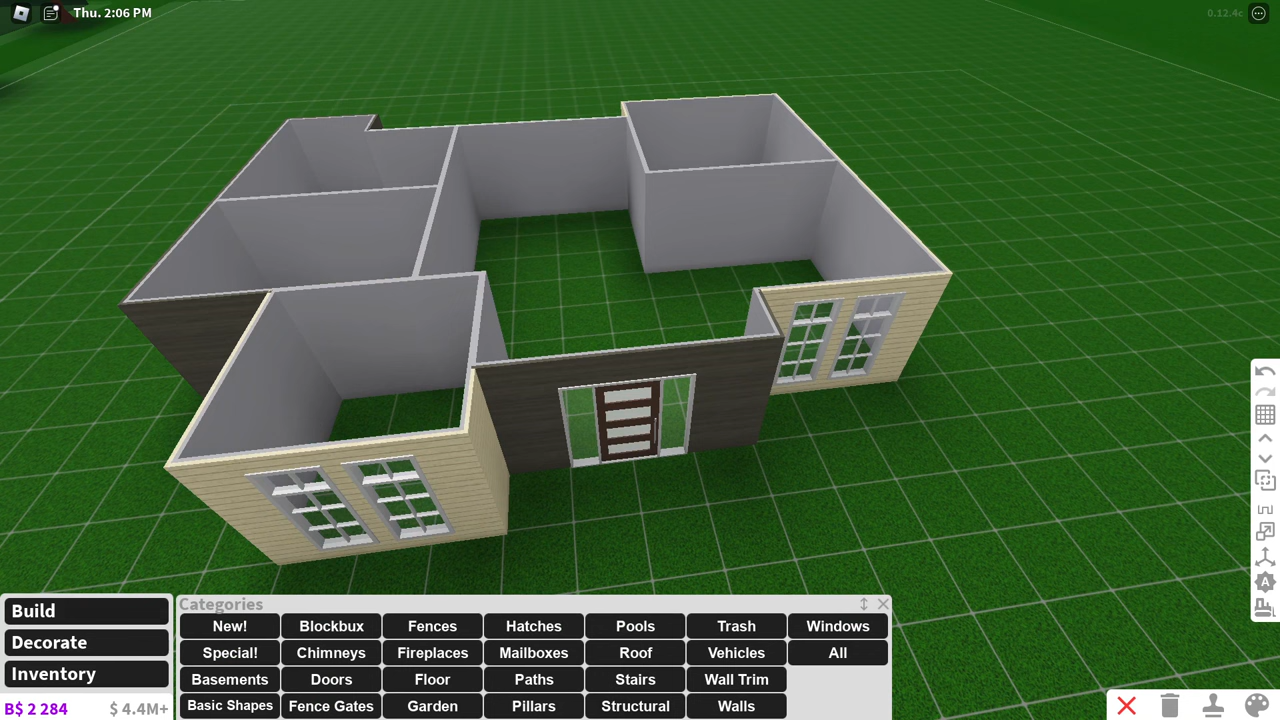 Thu. 2:06 PM
0.12.4c
Build
Decorate
Inventory
B$ 2 284
$ 4.4M+
Categories
New! Blockbux Fences Hatches Pools Trash Windows
Special! Chimneys Fireplaces Mailboxes Roof Vehicles All
Basements Doors Floor Paths Stairs Wall Trim
Basic Shapes Fence Gates Garden Pillars Structural Walls
A